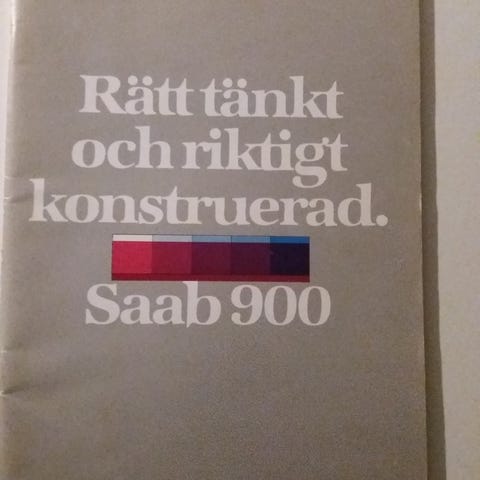 Rätt tänkt
och riktigt
konstruerad.
Saab 900